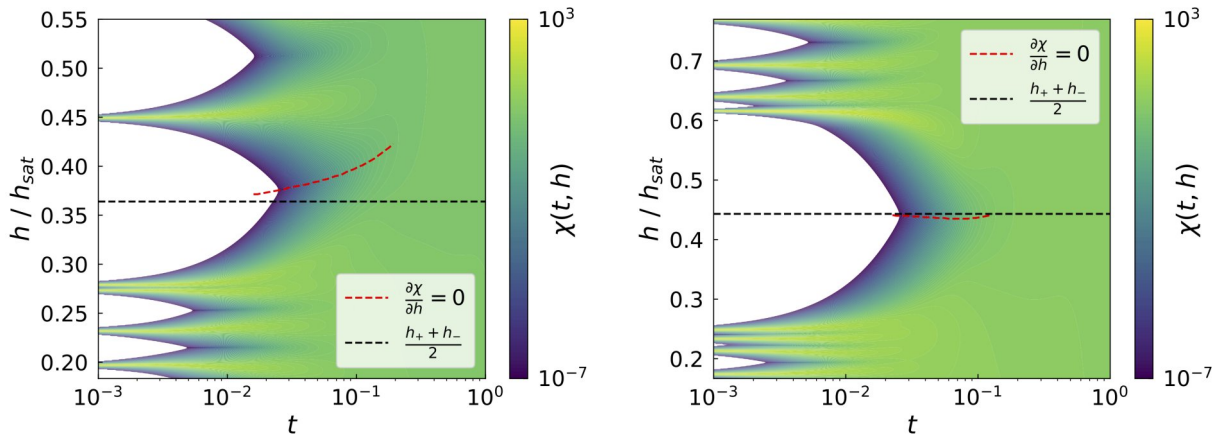 0.55
0.50
0.45
0.40
0.35
0.30
0.25
0.20
h / h_sat
10^-3
10^-2
10^-1
10^0
t
∂χ/∂h = 0
(h_+ + h_-)/2
10^3
10^-7
χ(t, h)
0.7
0.6
0.5
0.4
0.3
0.2
h / h_sat
10^-3
10^-2
10^-1
10^0
t
∂χ/∂h = 0
(h_+ + h_-)/2
10^3
10^-7
χ(t, h)